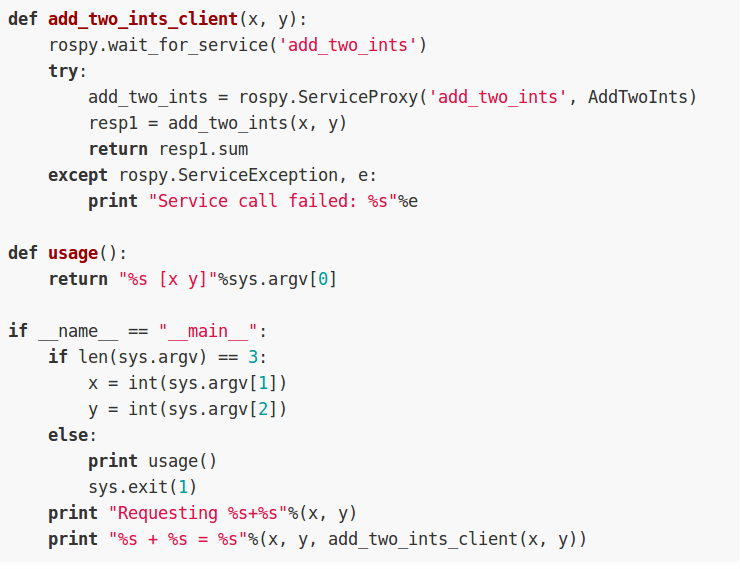 def add_two_ints_client(x, y):
    rospy.wait_for_service('add_two_ints')
    try:
        add_two_ints = rospy.ServiceProxy('add_two_ints', AddTwoInts)
        resp1 = add_two_ints(x, y)
        return resp1.sum
    except rospy.ServiceException, e:
        print "Service call failed: %s"%e

def usage():
    return "%s [x y]"%sys.argv[0]

if __name__ == "__main__":
    if len(sys.argv) == 3:
        x = int(sys.argv[1])
        y = int(sys.argv[2])
    else:
        print usage()
        sys.exit(1)
    print "Requesting %s+%s"%(x, y)
    print "%s + %s = %s"%(x, y, add_two_ints_client(x, y))